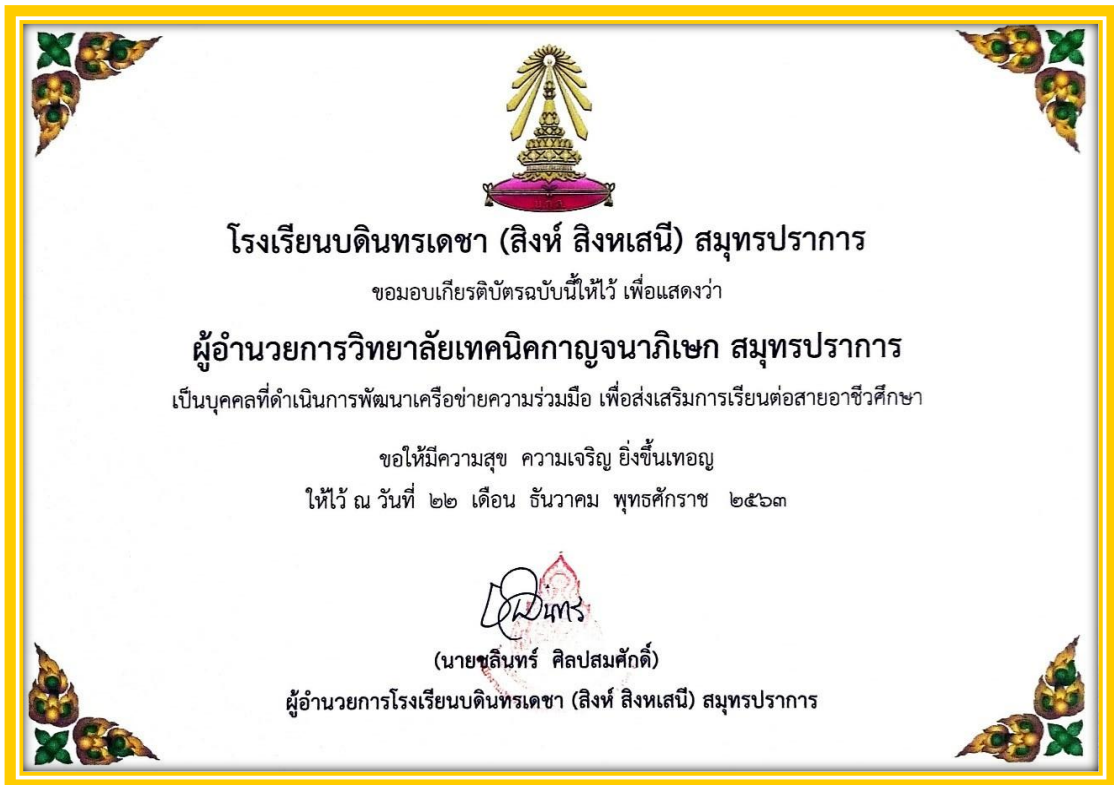 บ.ก.ส.
โรงเรียนบดินทรเดชา (สิงห์ สิงหเสนี) สมุทรปราการ
ขอมอบเกียรติบัตรฉบับนี้ให้ไว้ เพื่อแสดงว่า
ผู้อำนวยการวิทยาลัยเทคนิคกาญจนาภิเษก สมุทรปราการ
เป็นบุคคลที่ดำเนินการพัฒนาเครือข่ายความร่วมมือ เพื่อส่งเสริมการเรียนต่อสายอาชีวศึกษา
ขอให้มีความสุข ความเจริญ ยิ่งขึ้นเทอญ
ให้ไว้ ณ วันที่ ๒๒ เดือน ธันวาคม พุทธศักราช ๒๕๖๓
(นายชลินทร์ ศิลปสมศักดิ์)
ผู้อำนวยการโรงเรียนบดินทรเดชา (สิงห์ สิงหเสนี) สมุทรปราการ